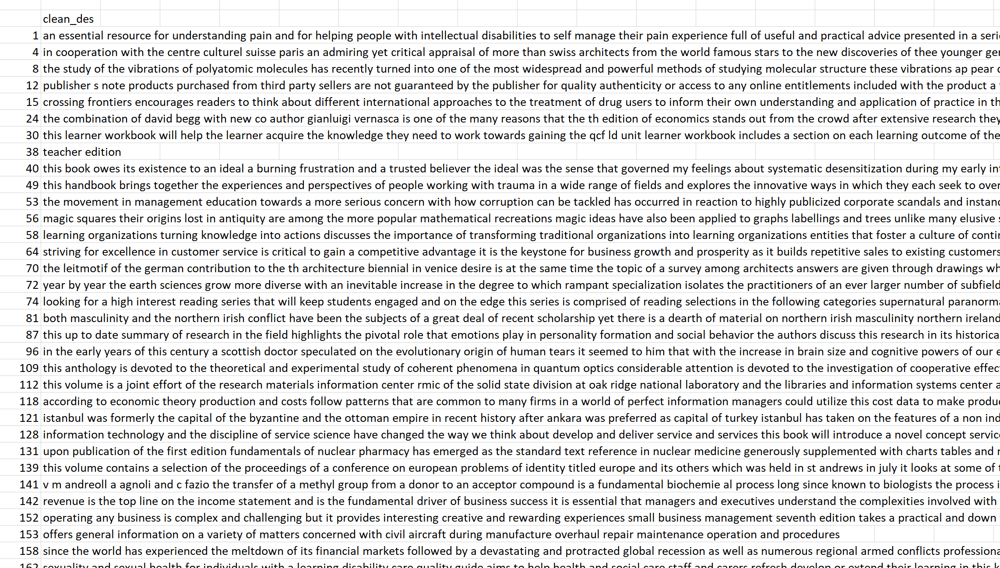 clean_des
1 an essential resource for understanding pain and for helping people with intellectual disabilities to self manage their pain experience full of useful and practical advice presented in a seri
4 in cooperation with the centre culturel suisse paris an admiring yet critical appraisal of more than swiss architects from the world famous stars to the new discoveries of thee younger ger
8 the study of the vibrations of polyatomic molecules has recently turned into one of the most widespread and powerful methods of studying molecular structure these vibrations ap pear
12 publisher s note products purchased from third party sellers are not guaranteed by the publisher for quality authenticity or access to any online entitlements included with the product a
15 crossing frontiers encourages readers to think about different international approaches to the treatment of drug users to inform their own understanding and application of practice in th
24 the combination of david begg with new co author gianluigi vernasca is one of the many reasons that the th edition of economics stands out from the crowd after extensive research they
30 this learner workbook will help the learner acquire the knowledge they need to work towards gaining the qcf ld unit learner workbook includes a section on each learning outcome of the
38 teacher edition
40 this book owes its existence to an ideal a burning frustration and a trusted believer the ideal was the sense that governed my feelings about systematic desensitization during my early in
49 this handbook brings together the experiences and perspectives of people working with trauma in a wide range of fields and explores the innovative ways in which they each seek to over
53 the movement in management education towards a more serious concern with how corruption can be tackled has occurred in reaction to highly publicized corporate scandals and instanc
56 magic squares their origins lost in antiquity are among the more popular mathematical recreations magic ideas have also been applied to graphs labellings and trees unlike many elusive
58 learning organizations turning knowledge into actions discusses the importance of transforming traditional organizations into learning organizations entities that foster a culture of contin
64 striving for excellence in customer service is critical to gain a competitive advantage it is the keystone for business growth and prosperity as it builds repetitive sales to existing customers
70 the leitmotif of the german contribution to the th architecture biennial in venice desire is at the same time the topic of a survey among architects answers are given through drawings wh
72 year by year the earth sciences grow more diverse with an inevitable increase in the degree to which rampant specialization isolates the practitioners of an ever larger number of subfield
74 looking for a high interest reading series that will keep students engaged and on the edge this series is comprised of reading selections in the following categories supernatural paranorma
81 both masculinity and the northern irish conflict have been the subjects of a great deal of recent scholarship yet there is a dearth of material on northern irish masculinity northern ireland
87 this up to date summary of research in the field highlights the pivotal role that emotions play in personality formation and social behavior the authors discuss this research in its historica
96 in the early years of this century a scottish doctor speculated on the evolutionary origin of human tears it seemed to him that with the increase in brain size and cognitive powers of our e
109 this anthology is devoted to the theoretical and experimental study of coherent phenomena in quantum optics considerable attention is devoted to the investigation of cooperative effec
112 this volume is a joint effort of the research materials information center rmic of the solid state division at oak ridge national laboratory and the libraries and information systems center a
118 according to economic theory production and costs follow patterns that are common to many firms in a world of perfect information managers could utilize this cost data to make produc
121 istanbul was formerly the capital of the byzantine and the ottoman empire in recent history after ankara was preferred as capital of turkey istanbul has taken on the features of a non ind
128 information technology and the discipline of service science have changed the way we think about develop and deliver service and services this book will introduce a novel concept service
131 upon publication of the first edition fundamentals of nuclear pharmacy has emerged as the standard text reference in nuclear medicine generously supplemented with charts tables and
139 this volume contains a selection of the proceedings of a conference on european problems of identity titled europe and its others which was held in st andrews in july it looks at some of
141 v m andreoll a agnoli and c fazio the transfer of a methyl group from a donor to an acceptor compound is a fundamental biochemie al process long since known to biologists the process i
142 revenue is the top line on the income statement and is the fundamental driver of business success it is essential that managers and executives understand the complexities involved with
152 operating any business is complex and challenging but it provides interesting creative and rewarding experiences small business management seventh edition takes a practical and down
153 offers general information on a variety of matters concerned with civil aircraft during manufacture overhaul repair maintenance operation and procedures
158 since the world has experienced the meltdown of its financial markets followed by a devastating and protracted global recession as well as numerous regional armed conflicts professiona
162 sexuality and sexual health for individuals with a learning disability care quality guide aims to help health and social care staff and carers refresh develop or extend their learning in this k